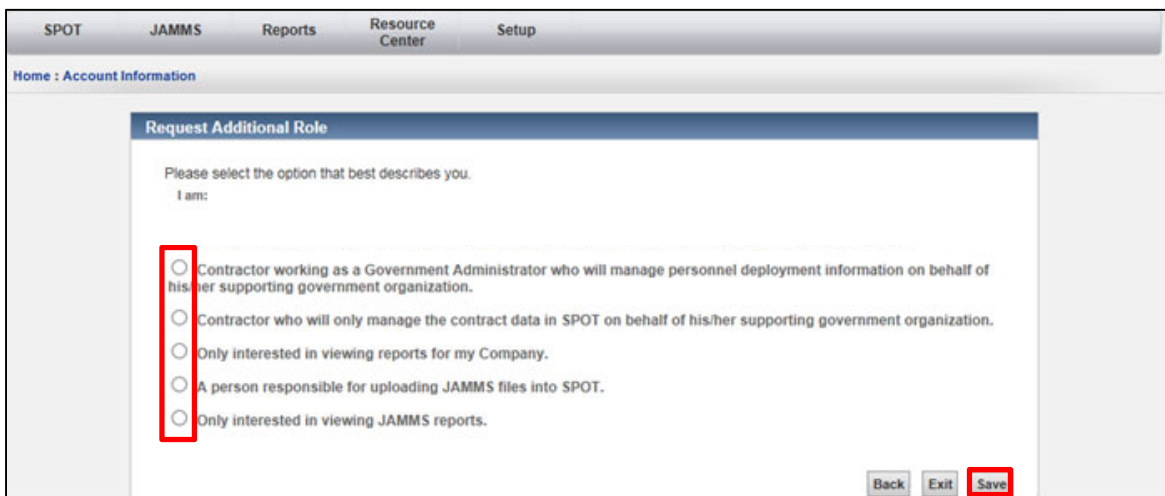 SPOT JAMMS Reports Resource Center Setup
Home : Account Information
Request Additional Role
Please select the option that best describes you.
I am:
Contractor working as a Government Administrator who will manage personnel deployment information on behalf of
his/her supporting government organization.
Contractor who will only manage the contract data in SPOT on behalf of his/her supporting government organization.
Only interested in viewing reports for my Company.
A person responsible for uploading JAMMS files into SPOT.
Only interested in viewing JAMMS reports.
Back Exit Save